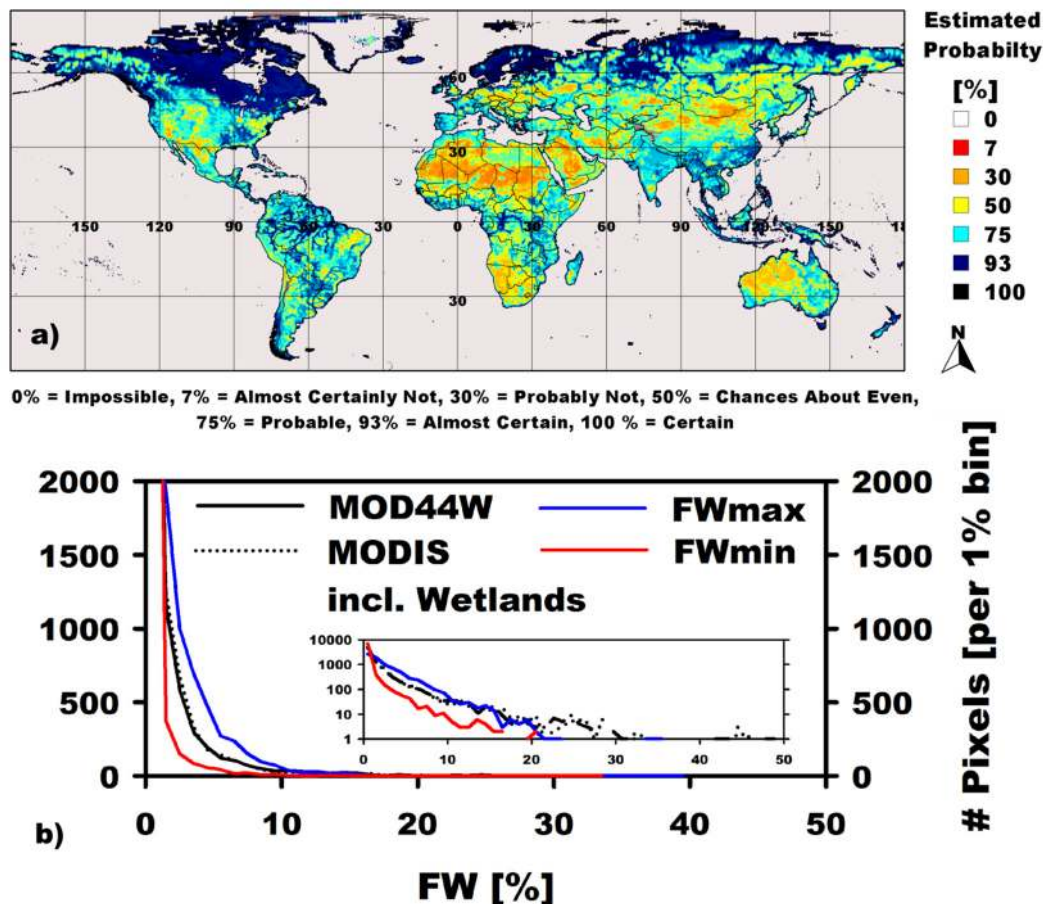 Estimated
Probabilty
[%]
0
7
30
50
75
93
100
N
60
30
150 120 90 60 30 0 30 60 90 120 150 18
30
a)
0% = Impossible, 7% = Almost Certainly Not, 30% = Probably Not, 50% = Chances About Even,
75% = Probable, 93% = Almost Certain, 100 % = Certain
2000
1500
1000
500
0
MOD44W
MODIS
incl. Wetlands
FWmax
FWmin
10000
1000
100
10
1
0 10 20 30 40 50
2000
1500
1000
500
0
# Pixels [per 1% bin]
b)
0 10 20 30 40 50
FW [%]